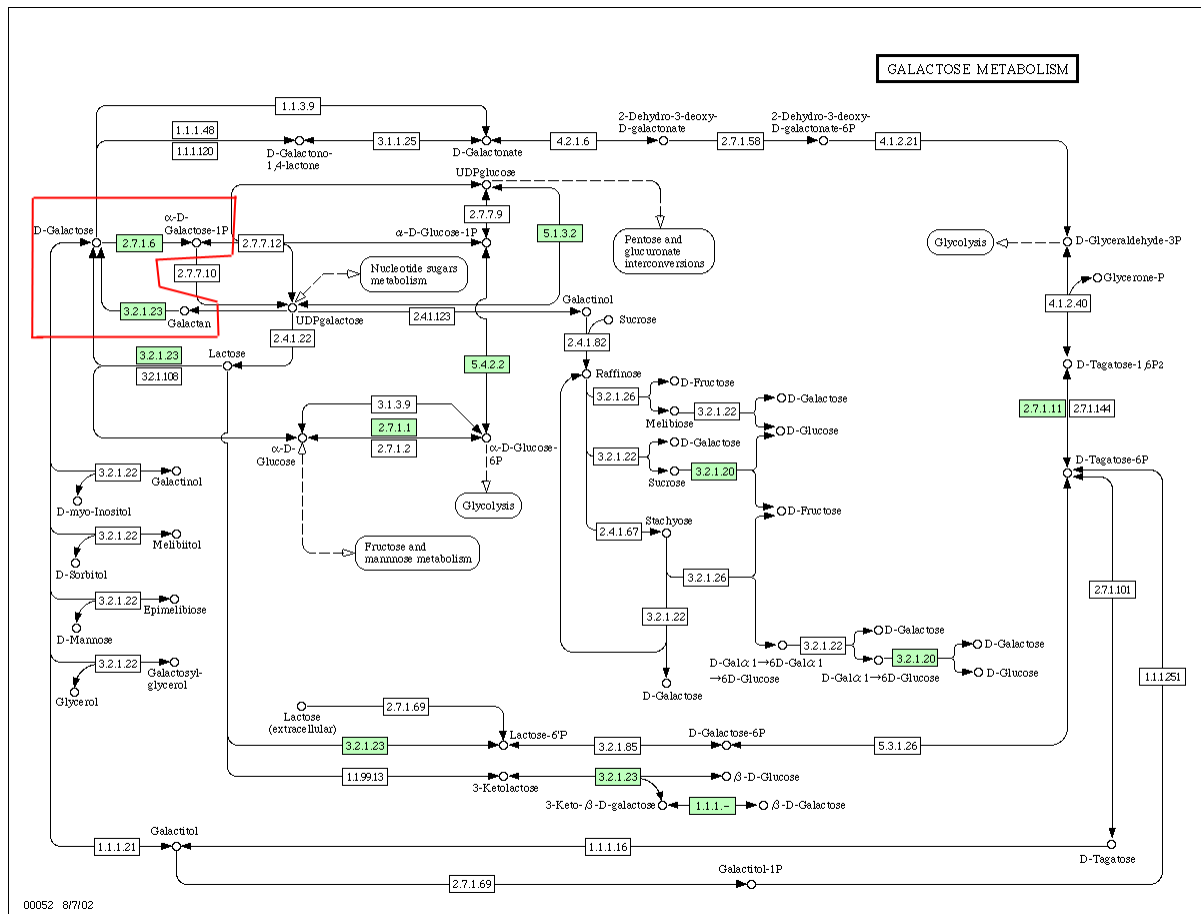 GALACTOSE METABOLISM
1.1.3.9
1.1.1.48
1.1.1.120
D-Galactono-
1,4-lactone
3.1.1.25
D-Galactonate
4.2.1.6
2-Dehydro-3-deoxy-
D-galactonate
2.7.1.58
2-Dehydro-3-deoxy-
D-galactonate-6P
4.1.2.21
UDPglucose
2.7.7.9
5.1.3.2
D-Galactose
2.7.1.6
α-D-
Galactose-1P
2.7.7.12
α-D-Glucose-1P
Pentose and
glucuronate
interconversions
Glycolysis
D-Glyceraldehyde-3P
2.7.7.10
Nucleotide sugars
metabolism
Glycerone-P
4.1.2.40
3.2.1.23
Galactan
UDPgalactose
2.4.1.123
Galactinol
Sucrose
2.4.1.22
2.4.1.82
3.2.1.23
3.2.1.108
Lactose
5.4.2.2
Raffinose
D-Tagatose-1,6P2
3.2.1.26
D-Fructose
Melibiose
3.2.1.22
D-Galactose
D-Glucose
2.7.1.11
2.7.1.144
3.1.3.9
2.7.1.1
2.7.1.2
α-D-
Glucose
α-D-Glucose-
6P
3.2.1.22
D-Galactose
Sucrose
3.2.1.20
D-Tagatose-6P
3.2.1.22
Galactinol
D-myo-Inositol
Glycolysis
D-Fructose
3.2.1.22
Melibiitol
D-Sorbitol
Fructose and
mannnose metabolism
2.4.1.67
Stachyose
3.2.1.26
2.7.1.101
3.2.1.22
Epimelibiose
D-Mannose
3.2.1.22
3.2.1.22
Galactosyl-
glycerol
Glycerol
D-Galactose
D-Galα1→6D-Galα1
→6D-Glucose
3.2.1.22
D-Galactose
D-Galα1→6D-Glucose
3.2.1.20
D-Galactose
D-Glucose
1.1.1.251
Lactose
(extracellular)
2.7.1.69
3.2.1.23
Lactose-6'P
3.2.1.85
D-Galactose-6P
5.3.1.26
1.1.99.13
3-Ketolactose
3.2.1.23
β-D-Glucose
3-Keto-β-D-galactose
1.1.1.-
β-D-Galactose
1.1.1.21
Galactitol
1.1.1.16
D-Tagatose
2.7.1.69
Galactitol-1P
00052 8/7/02